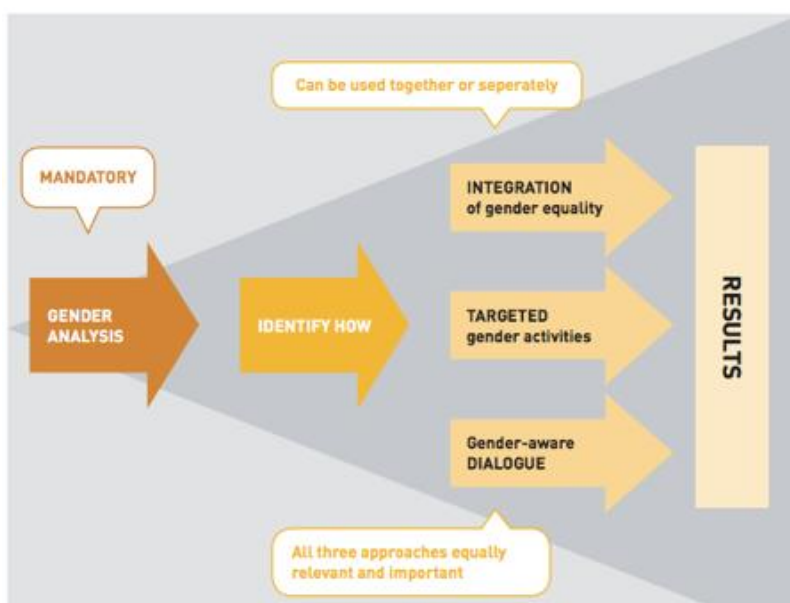 Can be used together or seperately
MANDATORY
GENDER
ANALYSIS
IDENTIFY HOW
INTEGRATION
of gender equality
TARGETED
gender activities
Gender-aware
DIALOGUE
RESULTS
All three approaches equally
relevant and important